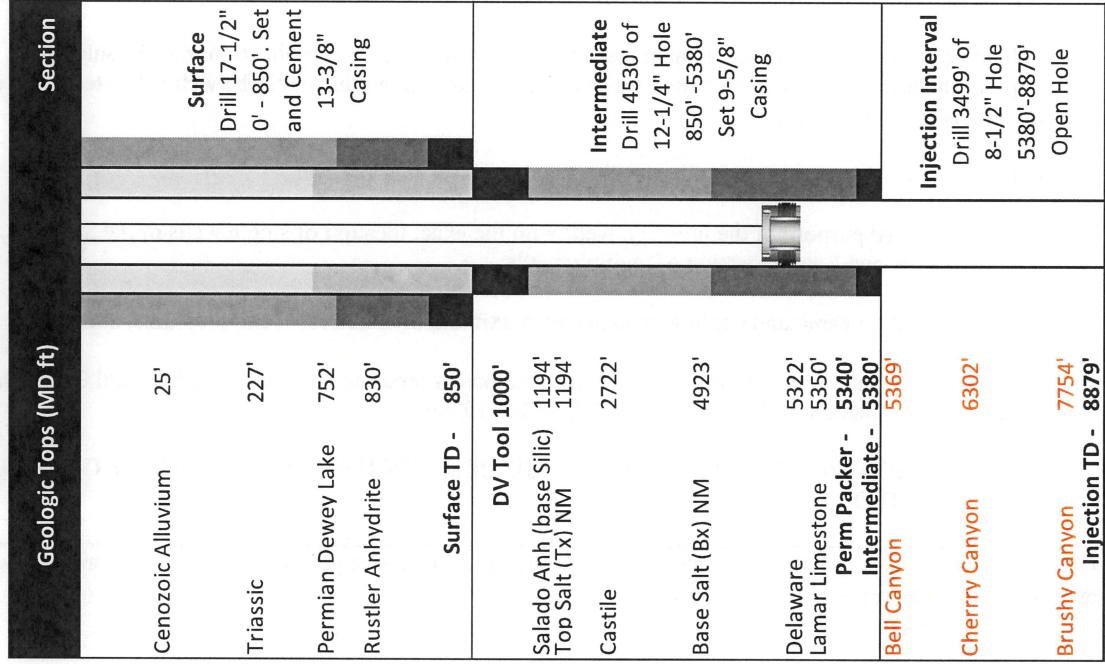 Geologic Tops (MD ft)
Section
Cenozoic Alluvium 25'
Triassic 227'
Permian Dewey Lake 752'
Rustler Anhydrite 830'
Surface TD - 850'
Surface
Drill 17-1/2"
0' - 850'. Set
and Cement
13-3/8"
Casing
DV Tool 1000'
Salado Anh (base Silic) 1194'
Top Salt (Tx) NM 1194'
Castile 2722'
Base Salt (Bx) NM 4923'
Delaware 5322'
Lamar Limestone 5350'
Perm Packer - 5340'
Intermediate - 5380'
Intermediate
Drill 4530' of
12-1/4" Hole
850' -5380'
Set 9-5/8"
Casing
Bell Canyon 5369'
Cherrry Canyon 6302'
Brushy Canyon 7754'
Injection TD - 8879'
Injection Interval
Drill 3499' of
8-1/2" Hole
5380'-8879'
Open Hole